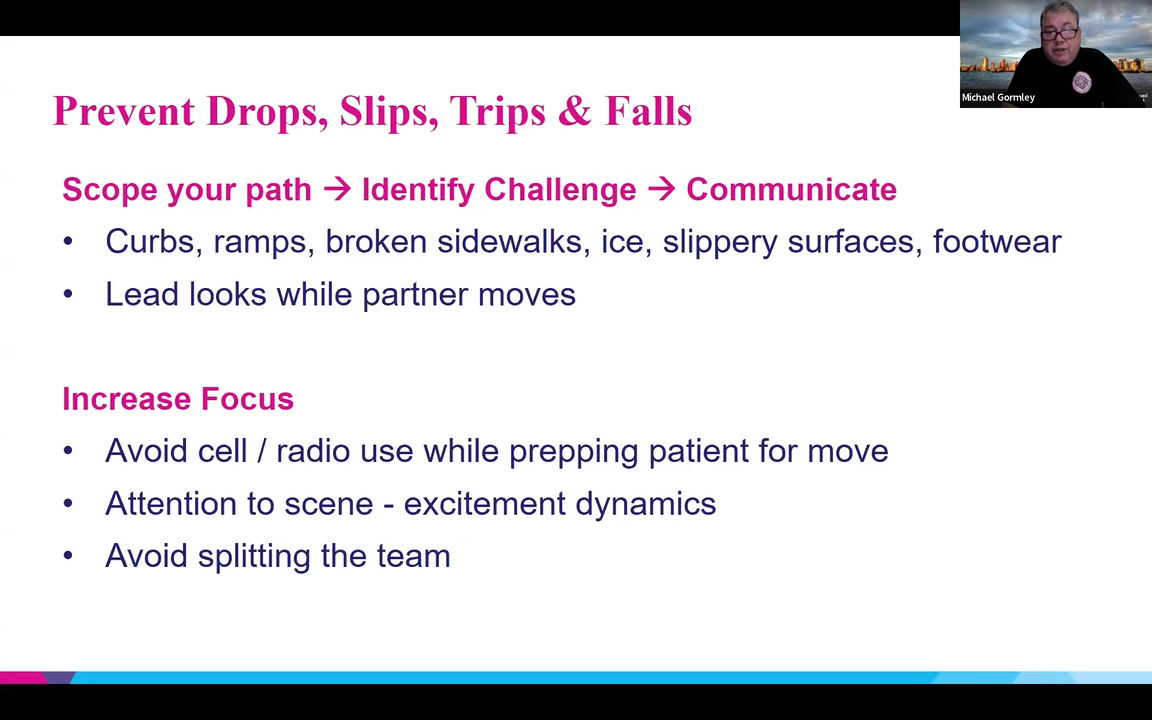 Michael Gormley
Prevent Drops, Slips, Trips & Falls
Scope your path → Identify Challenge → Communicate
• Curbs, ramps, broken sidewalks, ice, slippery surfaces, footwear
• Lead looks while partner moves
Increase Focus
• Avoid cell / radio use while prepping patient for move
• Attention to scene - excitement dynamics
• Avoid splitting the team